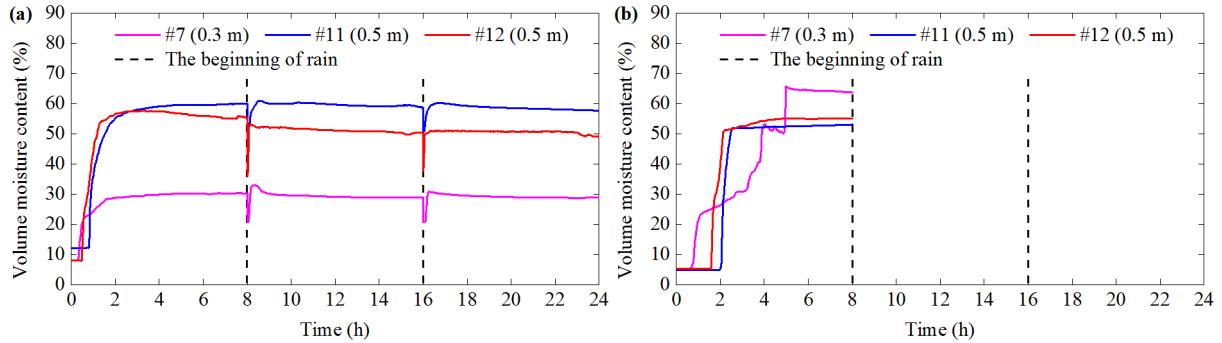 (a)
Volume moisture content (%)
90
80
70
60
50
40
30
20
10
0
#7 (0.3 m) #11 (0.5 m) #12 (0.5 m)
The beginning of rain
0 2 4 6 8 10 12 14 16 18 20 22 24
Time (h)
(b)
Volume moisture content (%)
90
80
70
60
50
40
30
20
10
0
#7 (0.3 m) #11 (0.5 m) #12 (0.5 m)
The beginning of rain
0 2 4 6 8 10 12 14 16 18 20 22 24
Time (h)